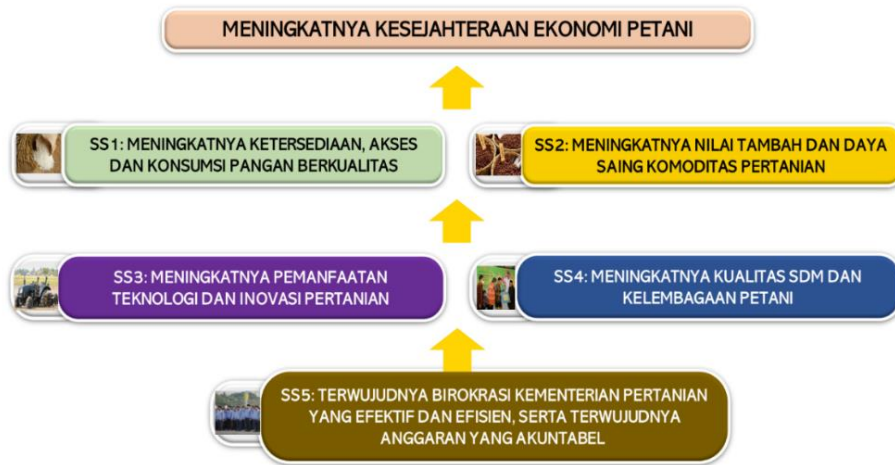 MENINGKATNYA KESEJAHTERAAN EKONOMI PETANI
SS1: MENINGKATNYA KETERSEDIAAN, AKSES
DAN KONSUMSI PANGAN BERKUALITAS
SS2: MENINGKATNYA NILAI TAMBAH DAN DAYA
SAING KOMODITAS PERTANIAN
SS3: MENINGKATNYA PEMANFAATAN
TEKNOLOGI DAN INOVASI PERTANIAN
SS4: MENINGKATNYA KUALITAS SDM DAN
KELEMBAGAAN PETANI
SS5: TERWUJUDNYA BIROKRASI KEMENTERIAN PERTANIAN
YANG EFEKTIF DAN EFISIEN, SERTA TERWUJUDNYA
ANGGARAN YANG AKUNTABEL